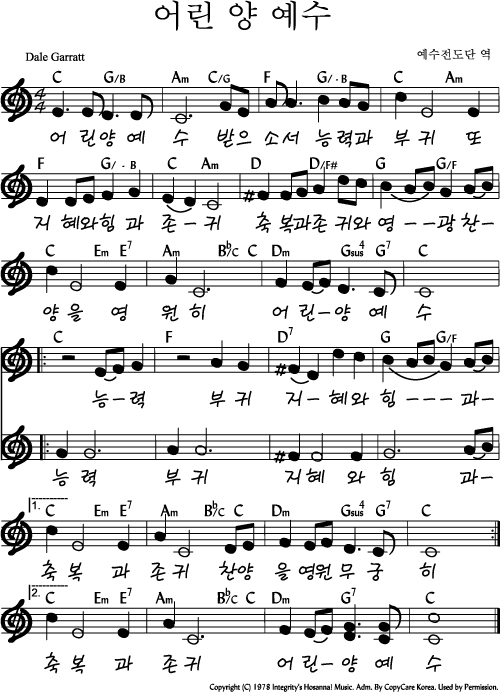 어린 양 예수
Dale Garratt
예수전도단 역
C G/B Am C/G F G/ · B C Am
어 린양 예 수 받으 소서 능력과 부귀 또
F G/ · B C Am D D/F# G G/F
지 혜와힘 과 존-귀 축 복과존 귀와 영---광찬-
C Em E7 Am Bb/C C Dm Gsus4 G7 C
양 을 영 원히 어 린-양 예 수
C F D7 G G/F
1. 능-력 부 귀 지-혜와 힘----과-
능 력 부귀 지혜 와 힘 과-
1. C Em E7 Am Bb/C C Dm Gsus4 G7 C
축 복 과 존귀 찬양 을 영원 무 궁 히
2. C Em E7 Am Bb/C C Dm G7 C
축 복 과 존귀 어 린-양 예 수
Copyright (C) 1978 Integrity's Hosanna! Music. Adm. By CopyCare Korea. Used by Permission.